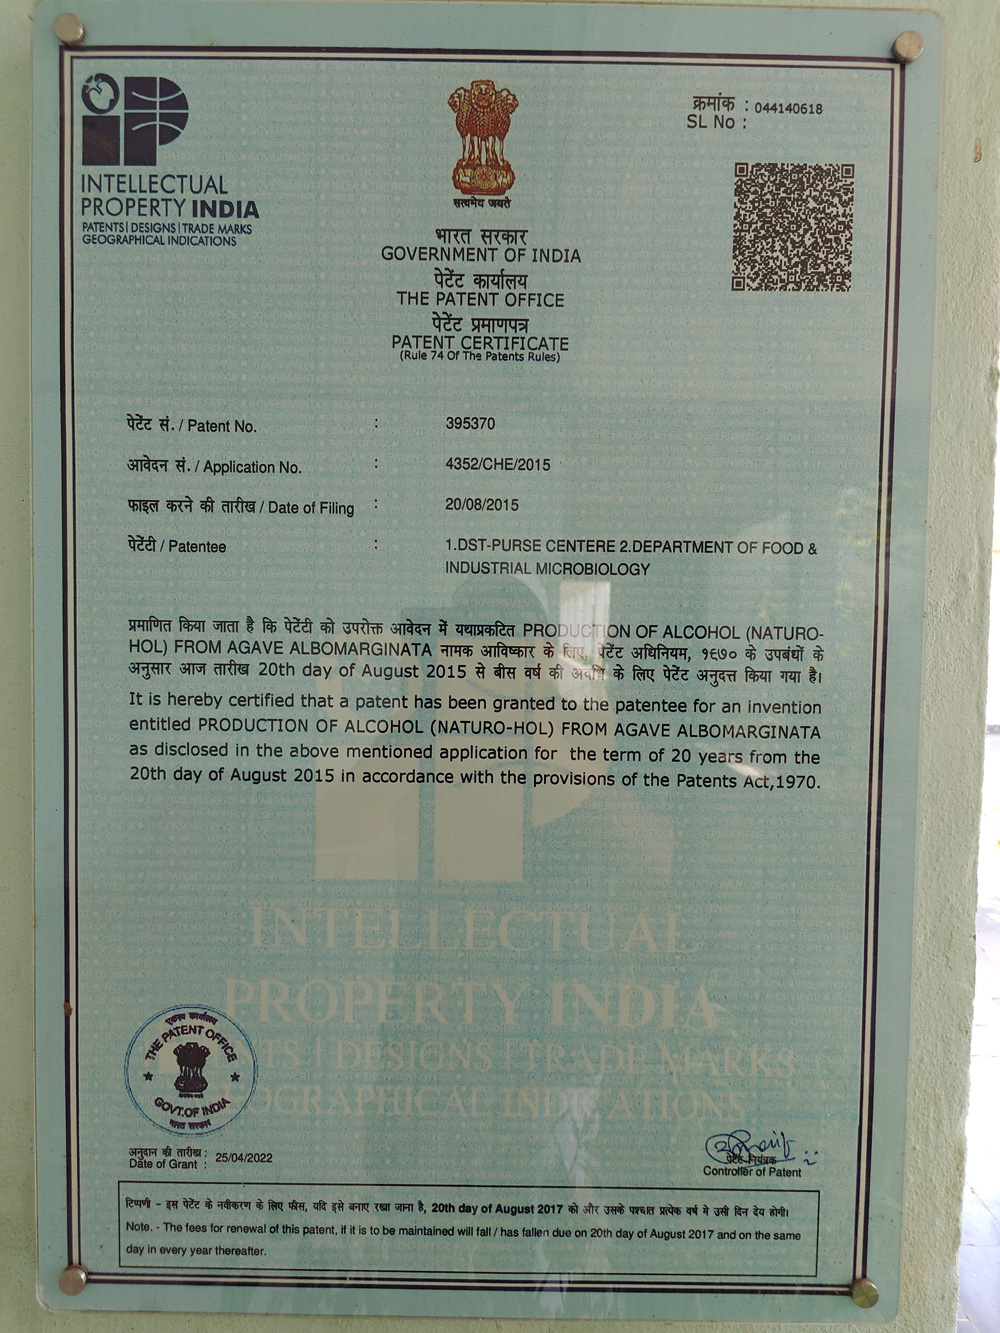 INTELLECTUAL
PROPERTY INDIA
PATENTS | DESIGNS | TRADE MARKS
GEOGRAPHICAL INDICATIONS
सत्यमेव जयते
क्रमांक : 044140618
SL No :
भारत सरकार
GOVERNMENT OF INDIA
पेटेंट कार्यालय
THE PATENT OFFICE
पेटेंट प्रमाणपत्र
PATENT CERTIFICATE
(Rule 74 Of The Patents Rules)
पेटेंट सं. / Patent No. : 395370
आवेदन सं. / Application No. : 4352/CHE/2015
फाइल करने की तारीख / Date of Filing : 20/08/2015
पेटेंटी / Patentee : 1.DST-PURSE CENTERE 2.DEPARTMENT OF FOOD &
INDUSTRIAL MICROBIOLOGY
प्रमाणित किया जाता है कि पेटेंटी को उपरोक्त आवेदन में यथाप्रकटित PRODUCTION OF ALCOHOL (NATURO-
HOL) FROM AGAVE ALBOMARGINATA नामक आविष्कार के लिए, पेटेंट अधिनियम, १९७० के उपबंधों के
अनुसार आज तारीख 20th day of August 2015 से बीस वर्ष की अवधि के लिए पेटेंट अनुदत्त किया गया है।
It is hereby certified that a patent has been granted to the patentee for an invention
entitled PRODUCTION OF ALCOHOL (NATURO-HOL) FROM AGAVE ALBOMARGINATA
as disclosed in the above mentioned application for the term of 20 years from the
20th day of August 2015 in accordance with the provisions of the Patents Act,1970.
INTELLECTUAL
PROPERTY INDIA
TS | DESIGNS | TRADE MARKS
OGRAPHICAL INDICATIONS
THE PATENT OFFICE
GOVT.OF INDIA
भारत सरकार
अनुदान की तारीख : 25/04/2022
Date of Grant :
पेटेंट नियंत्रक
Controller of Patent
टिप्पणी - इस पेटेंट के नवीकरण के लिए फीस, यदि इसे बनाए रखा जाना है, 20th day of August 2017 को और उसके पश्चात प्रत्येक वर्ष मे उसी दिन देय होगी।
Note. - The fees for renewal of this patent, if it is to be maintained will fall / has fallen due on 20th day of August 2017 and on the same
day in every year thereafter.